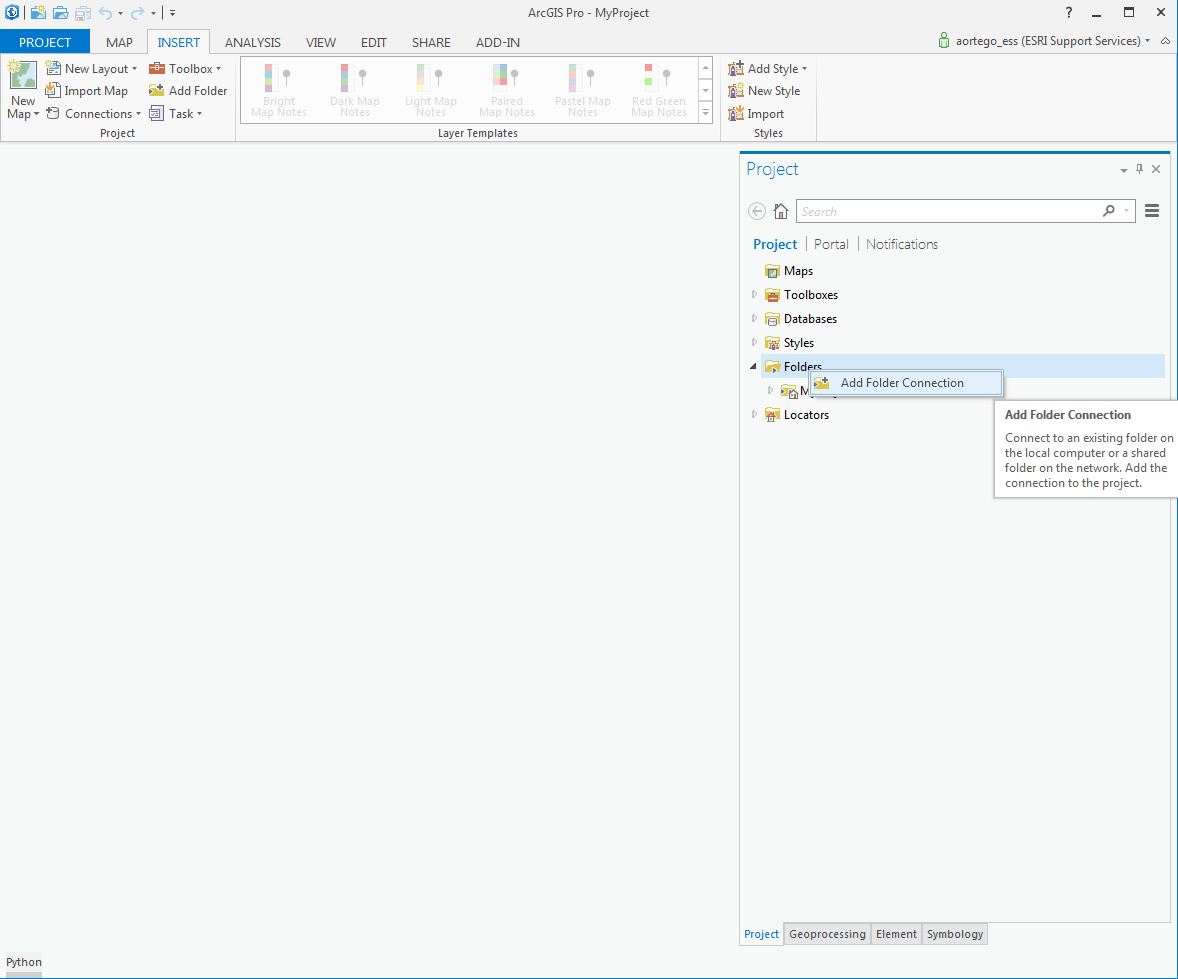 ArcGIS Pro - MyProject
?
PROJECT MAP INSERT ANALYSIS VIEW EDIT SHARE ADD-IN
aortego_ess (ESRI Support Services)
New
Map
New Layout
Import Map
Connections
Toolbox
Add Folder
Task
Project
Bright
Map Notes
Dark Map
Notes
Light Map
Notes
Paired
Map Notes
Pastel Map
Notes
Red Green
Map Notes
Layer Templates
Add Style
New Style
Import
Styles
Project
Search
Project Portal Notifications
Maps
Toolboxes
Databases
Styles
Folders
Add Folder Connection
Locators
Add Folder Connection
Connect to an existing folder on
the local computer or a shared
folder on the network. Add the
connection to the project.
Project Geoprocessing Element Symbology
Python